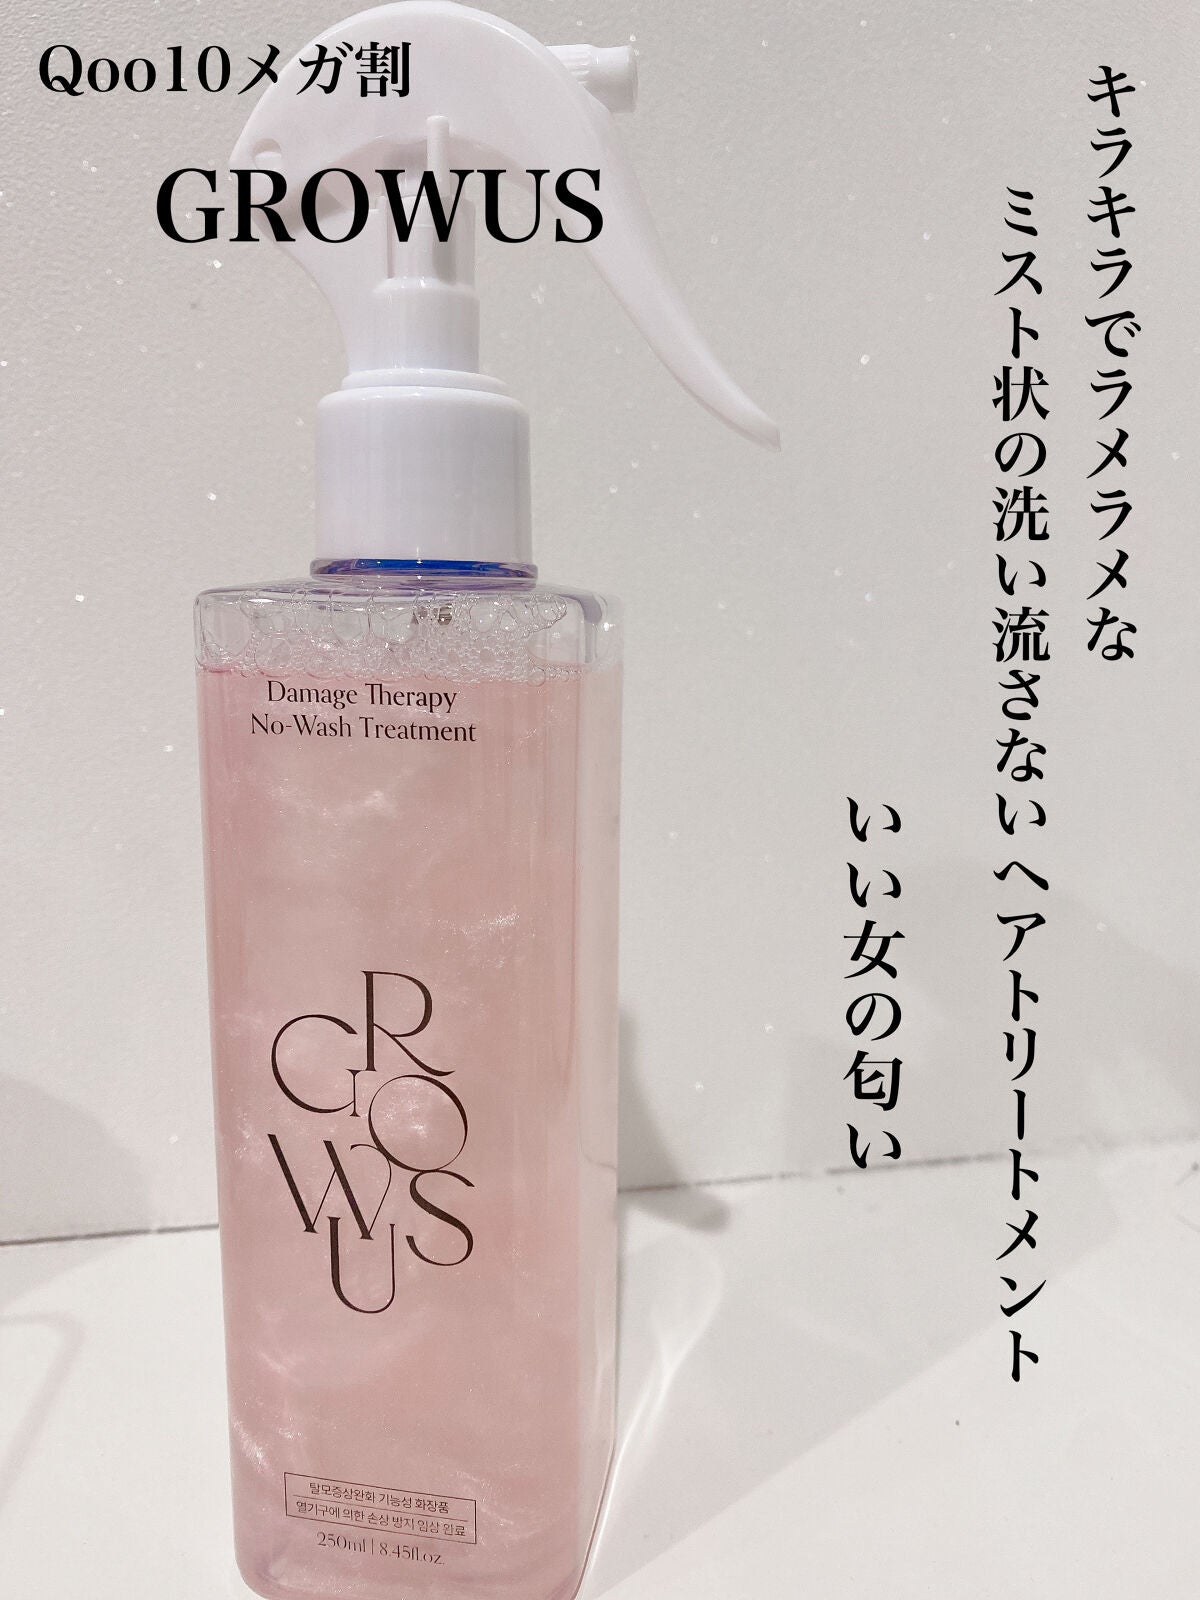 Qoo10メガ割
GROWUS
キラキラでラメラメな
ミスト状の洗い流さないヘアトリートメント
いい女の匂い
Damage Therapy
No-Wash Treatment
GROWUS
탈모증상완화 기능성 화장품
열기구에 의한 손상 방지 임상 완료
250ml | 8.45fl.oz.